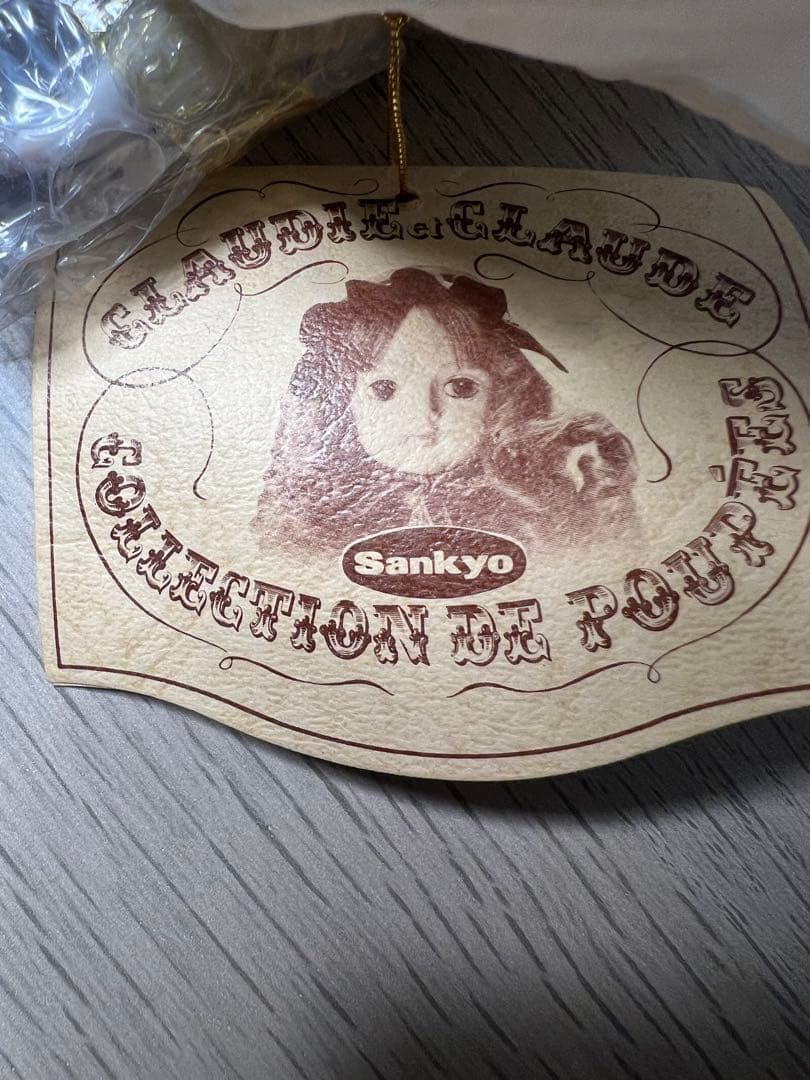 CLAUDIE et CLAUDE
Sankyo
COLLECTION DE POUPÉES